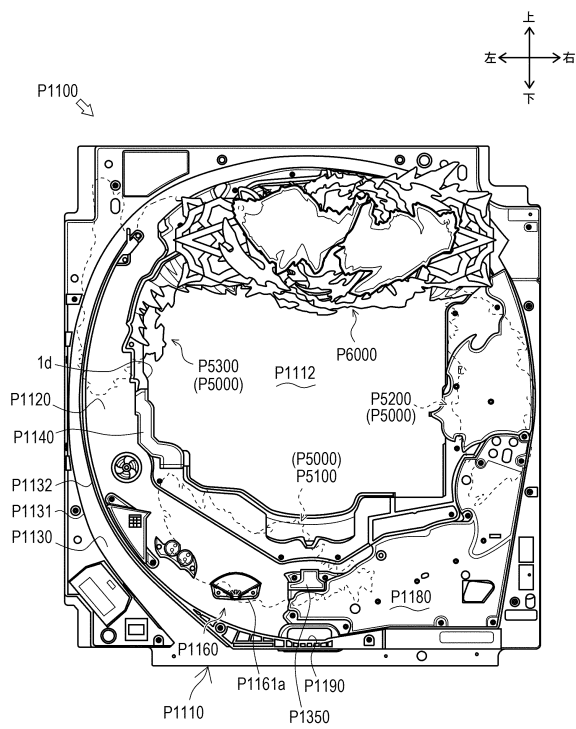 上
左 右
下
P1100
P6000
P5300
(P5000)
P1112
1d
P5200
(P5000)
P1120
P1140
(P5000)
P5100
P1132
P1131
P1130
P1180
P1160
P1161a
P1190
P1110
P1350